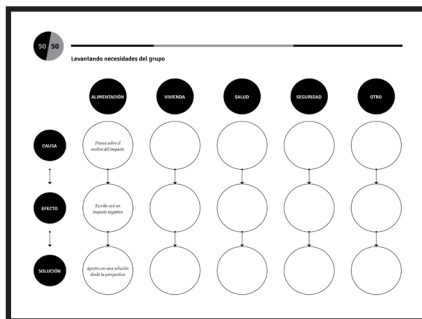 50 50
Levantando necesidades del grupo
ALIMENTACIÓN
VIVIENDA
SALUD
SEGURIDAD
OTRO
CAUSA
Piensa sobre el
motivo del impacto
EFECTO
Escribe acá un
impacto negativo
SOLUCIÓN
Aporta con una solución
desde tu perspectiva